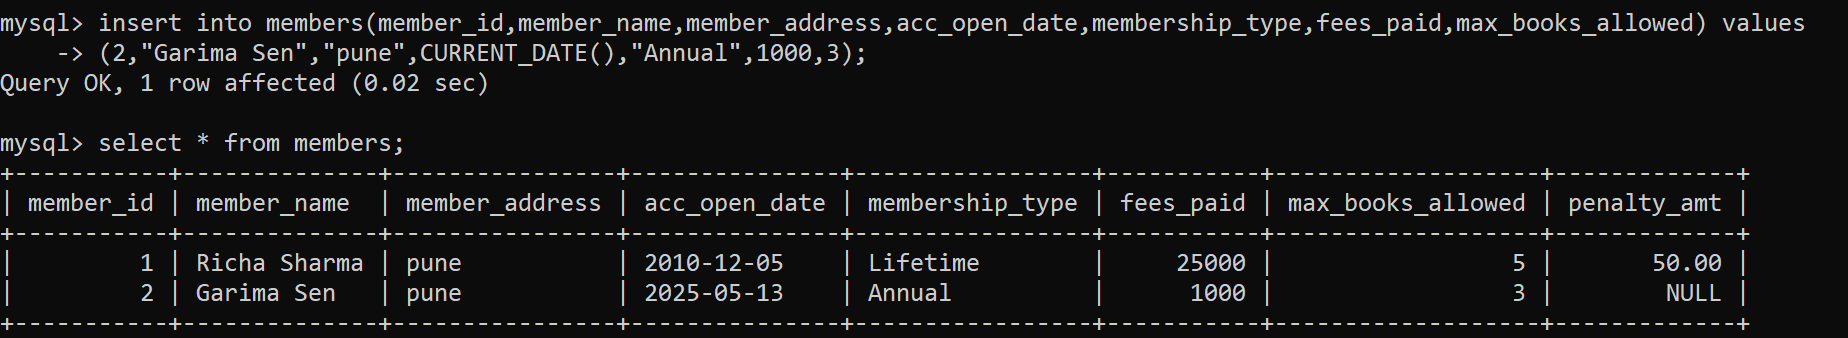 mysql> insert into members(member_id,member_name,member_address,acc_open_date,membership_type,fees_paid,max_books_allowed) values
    -> (2,"Garima Sen","pune",CURRENT_DATE(),"Annual",1000,3);
Query OK, 1 row affected (0.02 sec)

mysql> select * from members;
+-----------+--------------+----------------+---------------+-----------------+-----------+-------------------+-------------+
| member_id | member_name  | member_address | acc_open_date | membership_type | fees_paid | max_books_allowed | penalty_amt |
+-----------+--------------+----------------+---------------+-----------------+-----------+-------------------+-------------+
|         1 | Richa Sharma | pune           | 2010-12-05    | Lifetime        |     25000 |                 5 |       50.00 |
|         2 | Garima Sen   | pune           | 2025-05-13    | Annual          |      1000 |                 3 |        NULL |
+-----------+--------------+----------------+---------------+-----------------+-----------+-------------------+-------------+